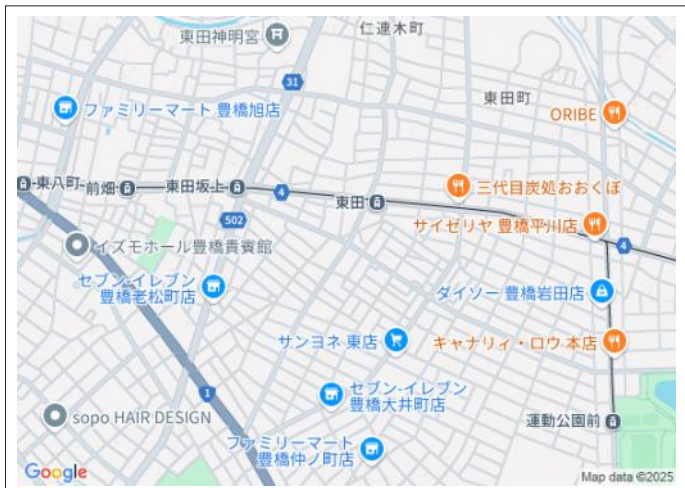 仁連木町
東田神明宮
31
東田町
ファミリーマート 豊橋旭店
ORIBE
東八町
前畑
東田坂上
4
東田
三代目炭処おおくぼ
502
サイゼリヤ 豊橋平川店
4
イズモホール豊橋貴賓館
セブン-イレブン
豊橋老松町店
ダイソー 豊橋岩田店
サンヨネ 東店
キャナリィ・ロウ 本店
1
セブン-イレブン
豊橋大井町店
sopo HAIR DESIGN
運動公園前
ファミリーマート
豊橋仲ノ町店
Google
Map data ©2025